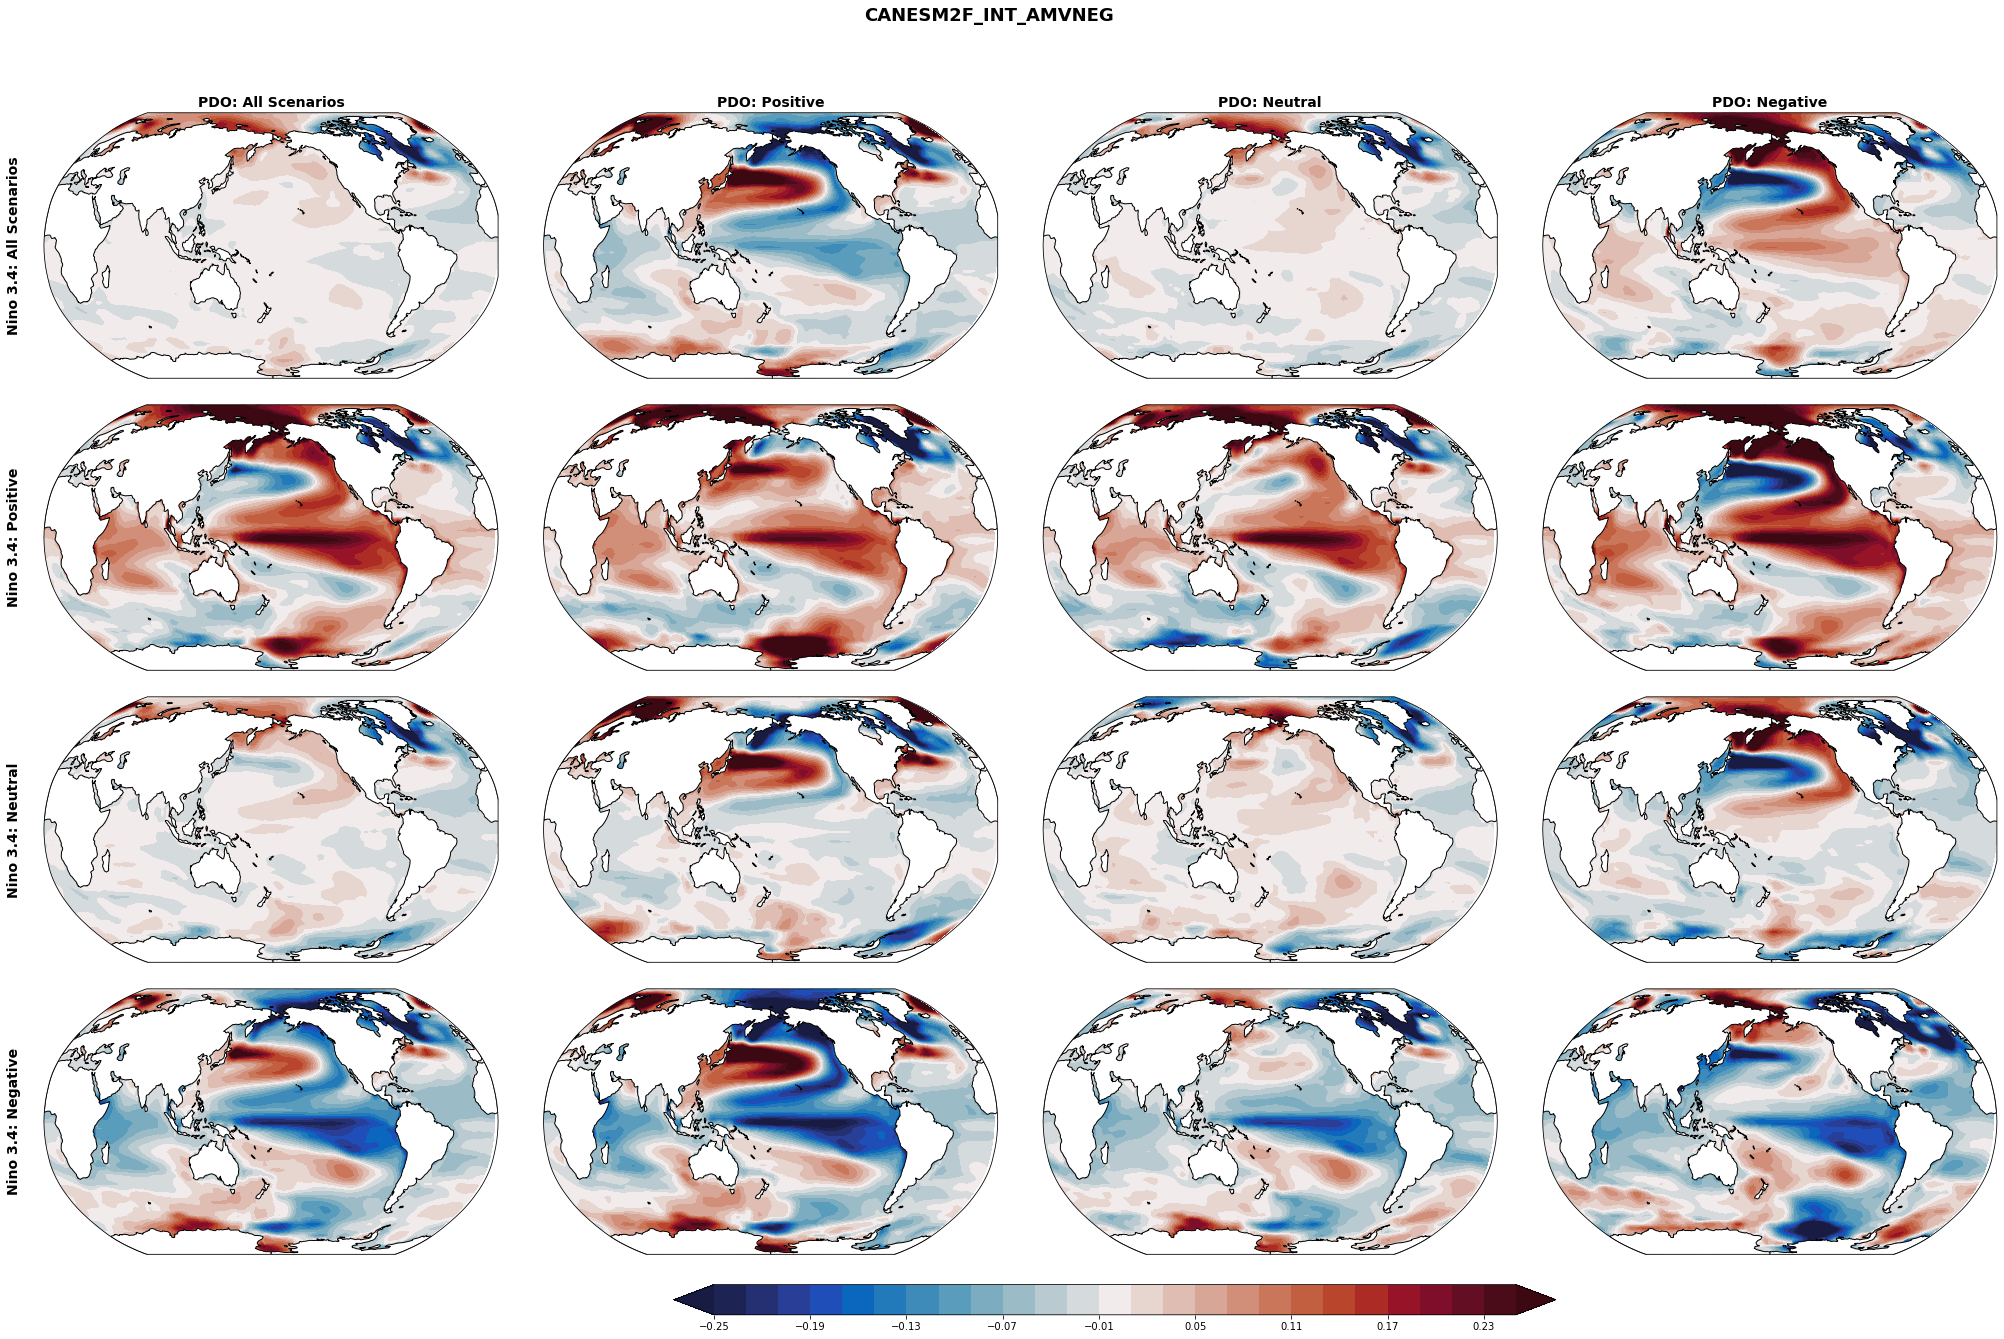 CANESM2F_INT_AMVNEG
PDO: All Scenarios
PDO: Positive
PDO: Neutral
PDO: Negative
Nino 3.4: All Scenarios
Nino 3.4: Positive
Nino 3.4: Neutral
Nino 3.4: Negative
−0.25 −0.19 −0.13 −0.07 −0.01 0.05 0.11 0.17 0.23